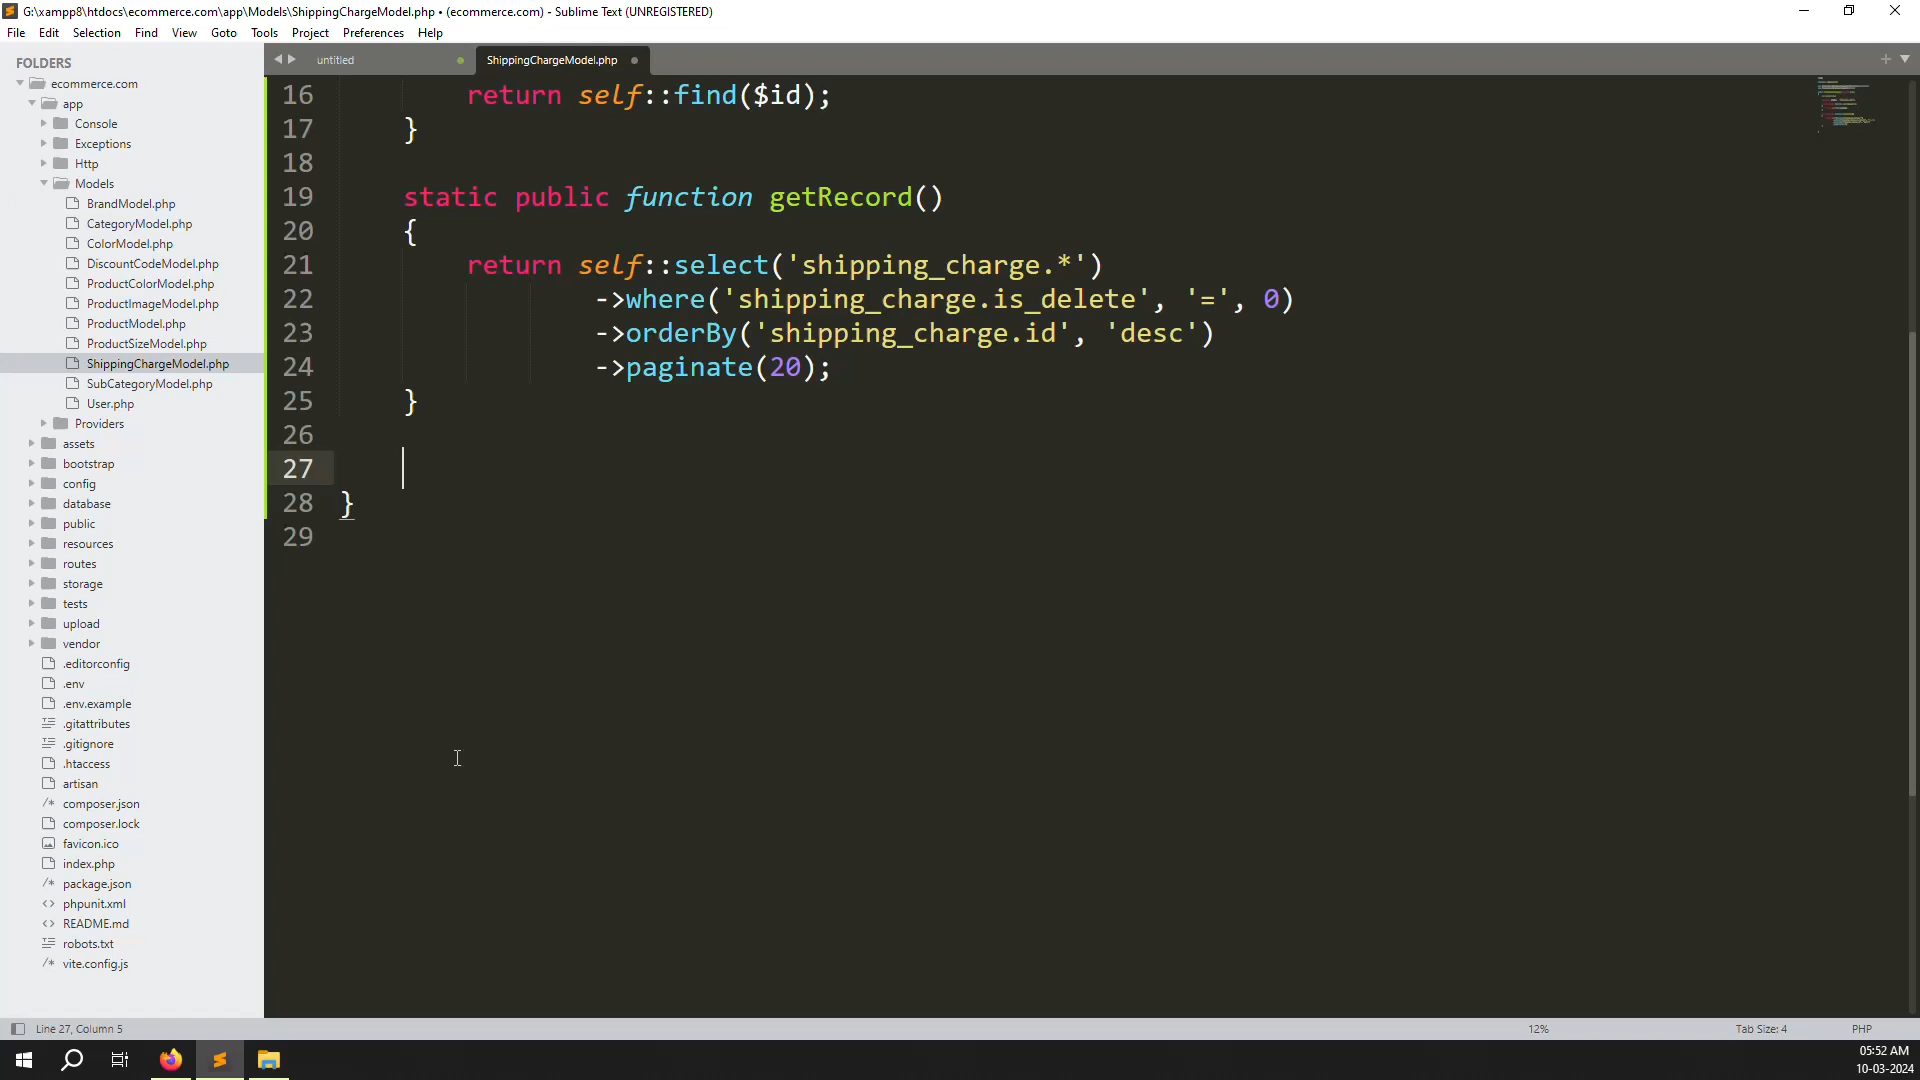 G:\xampp8\htdocs\ecommerce.com\app\Models\ShippingChargeModel.php • (ecommerce.com) - Sublime Text (UNREGISTERED)
File Edit Selection Find View Goto Tools Project Preferences Help
FOLDERS
ecommerce.com
app
Console
Exceptions
Http
Models
BrandModel.php
CategoryModel.php
ColorModel.php
DiscountCodeModel.php
ProductColorModel.php
ProductImageModel.php
ProductModel.php
ProductSizeModel.php
ShippingChargeModel.php
SubCategoryModel.php
User.php
Providers
assets
bootstrap
config
database
public
resources
routes
storage
tests
upload
vendor
.editorconfig
.env
.env.example
.gitattributes
.gitignore
.htaccess
artisan
composer.json
composer.lock
favicon.ico
index.php
package.json
phpunit.xml
README.md
robots.txt
vite.config.js
untitled ShippingChargeModel.php
16 return self::find($id);
17 }
18
19 static public function getRecord()
20 {
21 return self::select('shipping_charge.*')
22 ->where('shipping_charge.is_delete', '=', 0)
23 ->orderBy('shipping_charge.id', 'desc')
24 ->paginate(20);
25 }
26
27
28 }
29
Line 27, Column 5 12% Tab Size: 4 PHP
05:52 AM
10-03-2024